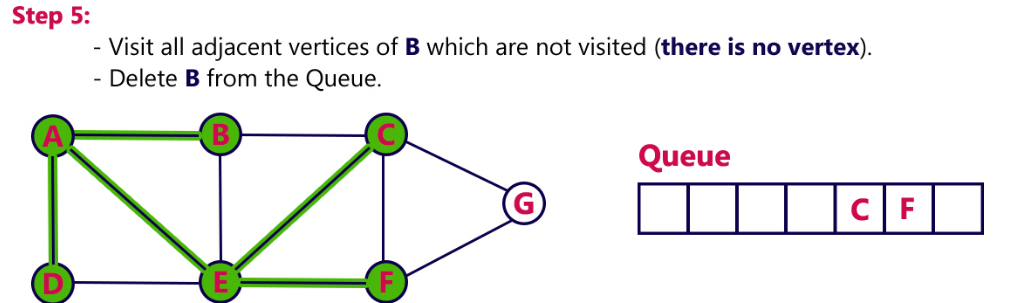 Step 5:
- Visit all adjacent vertices of B which are not visited (there is no vertex).
- Delete B from the Queue.
A B C
Queue
G
C F
D E F